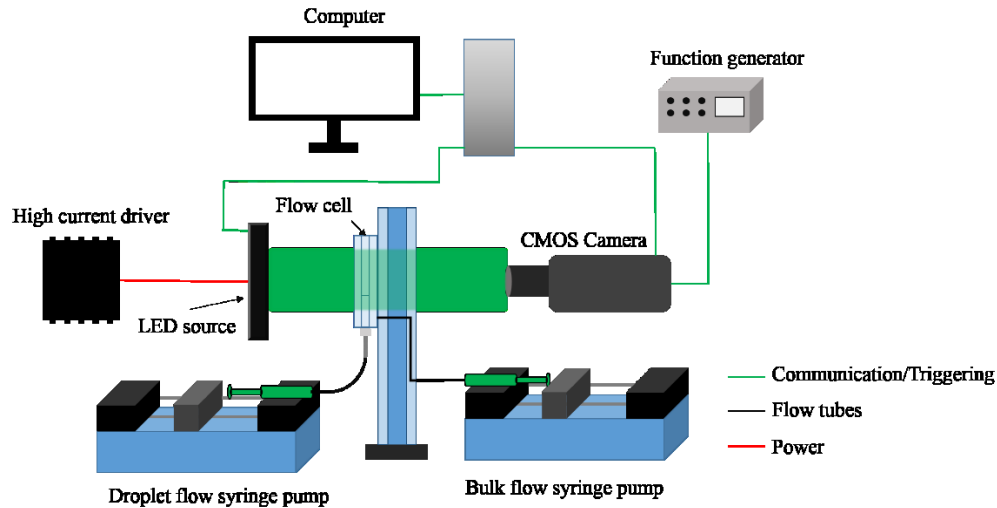 Computer
Function generator
High current driver
Flow cell
CMOS Camera
LED source
Communication/Triggering
Flow tubes
Power
Droplet flow syringe pump
Bulk flow syringe pump